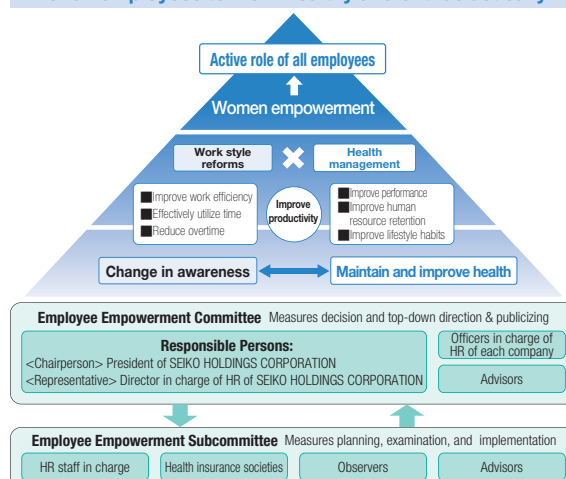 Active role of all employees
Women empowerment
Work style
reforms
Health
management
■Improve work efficiency
■Effectively utilize time
■Reduce overtime
Improve
productivity
■Improve performance
■Improve human
resource retention
■Improve lifestyle habits
Change in awareness
Maintain and improve health
Employee Empowerment Committee Measures decision and top-down direction & publicizing
Responsible Persons:
<Chairperson> President of SEIKO HOLDINGS CORPORATION
<Representative> Director in charge of HR of SEIKO HOLDINGS CORPORATION
Officers in charge of
HR of each company
Advisors
Employee Empowerment Subcommittee Measures planning, examination, and implementation
HR staff in charge
Health insurance societies
Observers
Advisors